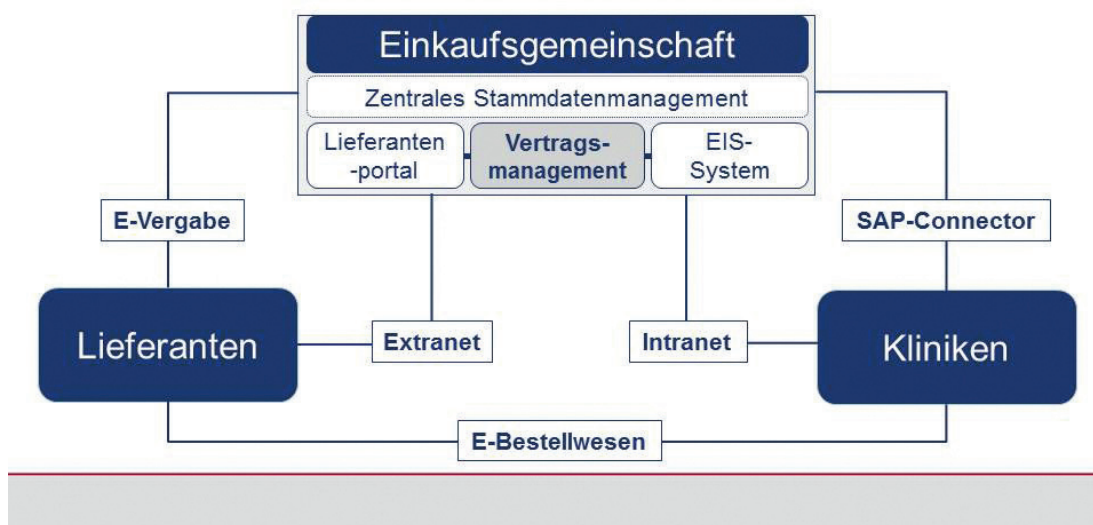 Einkaufsgemeinschaft
Zentrales Stammdatenmanagement
Lieferanten
-portal
Vertrags-
management
EIS-
System
E-Vergabe
SAP-Connector
Lieferanten
Extranet
Intranet
Kliniken
E-Bestellwesen